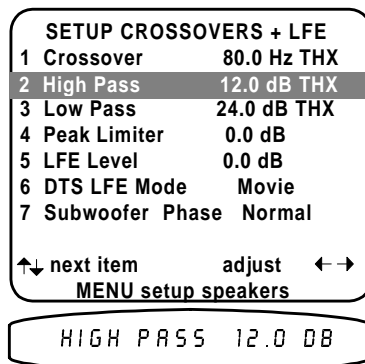 SETUP CROSSOVERS + LFE
1 Crossover 80.0 Hz THX
2 High Pass 12.0 dB THX
3 Low Pass 24.0 dB THX
4 Peak Limiter 0.0 dB
5 LFE Level 0.0 dB
6 DTS LFE Mode Movie
7 Subwoofer Phase Normal
↑↓ next item adjust ←→
MENU setup speakers
HIGH PASS 12.0 DB